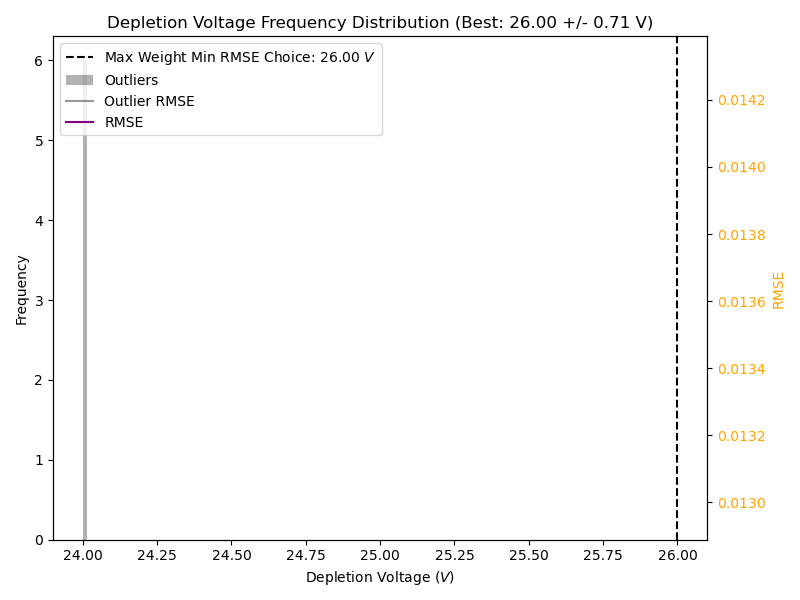 Depletion Voltage Frequency Distribution (Best: 26.00 +/- 0.71 V)
Max Weight Min RMSE Choice: 26.00 V
Outliers
Outlier RMSE
RMSE
6
5
4
3
2
1
0
Frequency
0.0142
0.0140
0.0138
0.0136
0.0134
0.0132
0.0130
RMSE
24.00 24.25 24.50 24.75 25.00 25.25 25.50 25.75 26.00
Depletion Voltage (V)